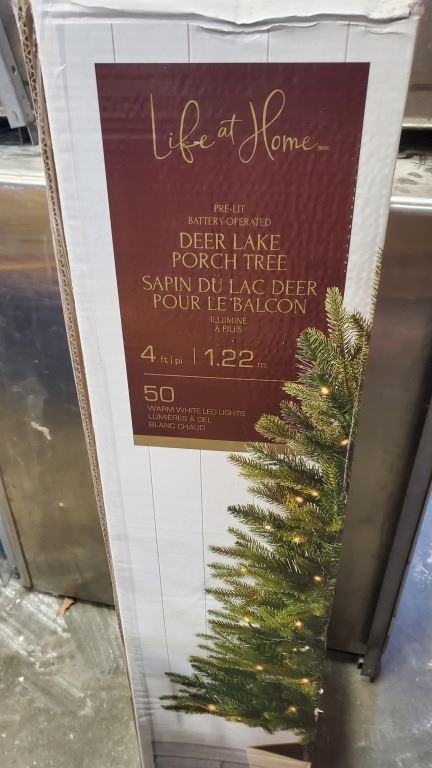 Life at Home
PRE-LIT
BATTERY-OPERATED
DEER LAKE
PORCH TREE
SAPIN DU LAC DEER
POUR LE BALCON
ILLUMINÉ
À PILES
4 ft | pi | 1.22 m
50
WARM WHITE LED LIGHTS
LUMIÈRES À DEL
BLANC CHAUD